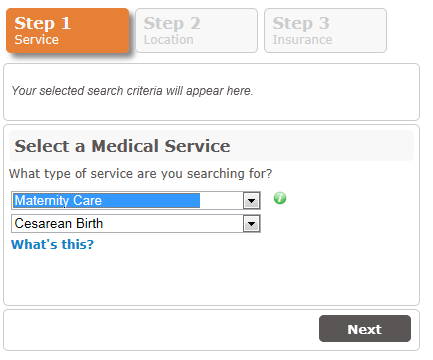 Step 1
Service
Step 2
Location
Step 3
Insurance
Your selected search criteria will appear here.
Select a Medical Service
What type of service are you searching for?
Maternity Care
i
Cesarean Birth
What's this?
Next